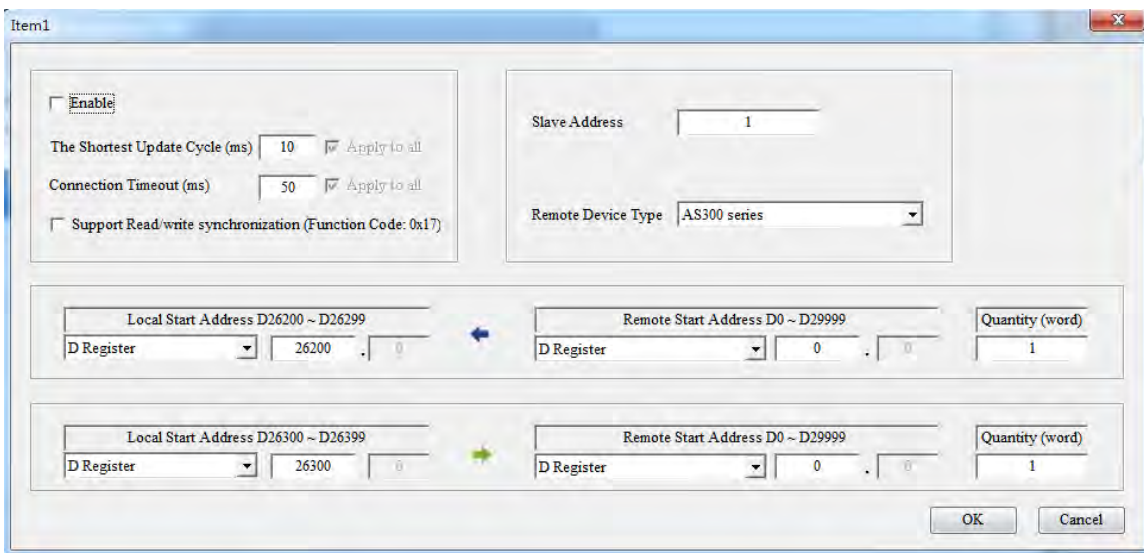 Item1
Enable
The Shortest Update Cycle (ms) 10 Apply to all
Connection Timeout (ms) 50 Apply to all
Support Read/write synchronization (Function Code: 0x17)
Slave Address 1
Remote Device Type AS300 series
Local Start Address D26200 ~ D26299 Remote Start Address D0 ~ D29999 Quantity (word)
D Register 26200 . 0 D Register 0 . 0 1
Local Start Address D26300 ~ D26399 Remote Start Address D0 ~ D29999 Quantity (word)
D Register 26300 0 D Register 0 . 0 1
OK Cancel